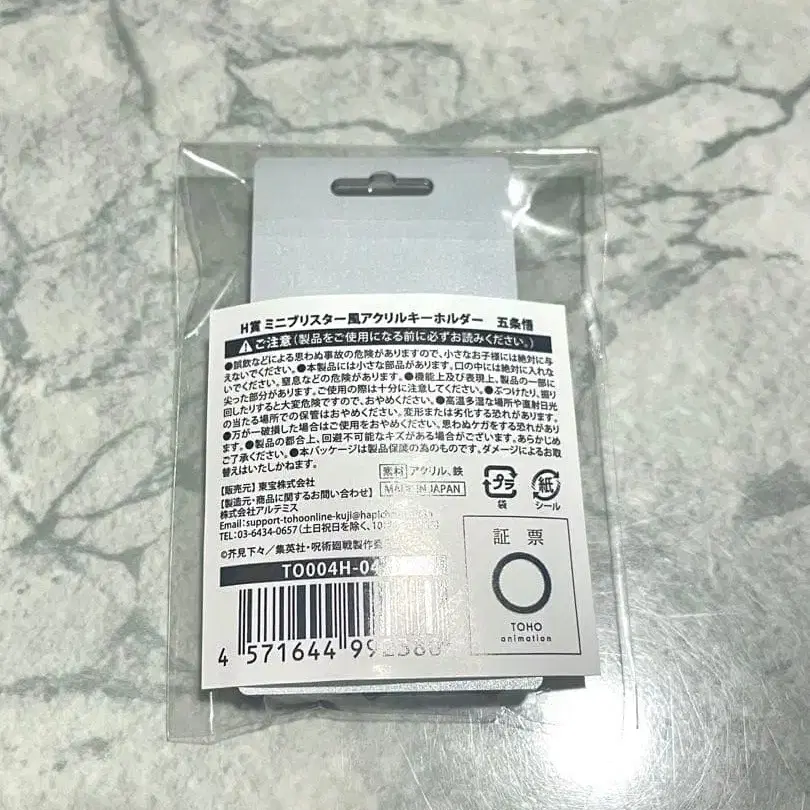 H賞 ミニブリスター風アクリルキーホルダー 五条悟
ご注意(製品をご使用になる前に必ずお読みください。)
●誤飲などによる思わぬ事故の危険がありますので、小さなお子様には絶対に与
えないでください。●本製品には小さな部品があります。口の中には絶対に入れな
いでください。窒息などの危険があります。●機能上及び表現上、製品の一部に
尖った部分があります。ご使用の際は十分に注意してください。●ぶつけたり、振り
回したりすると大変危険ですので、おやめください。●高温多湿な場所や直射日光
の当たる場所での保管はおやめください。変形または劣化する恐れがあります。
●万が一破損した場合はご使用をおやめください。思わぬケガをする恐れがあり
ます。●製品の都合上、回避不可能なキズがある場合がございます。あらかじめ
ご了承ください。●本パッケージは製品保護の為のものです。ダメージによるお取
替えはいたしかねます。
素料 アクリル、鉄
MADE IN JAPAN
プラ
袋
紙
シール
【販売元】東宝株式会社
【製造元・商品に関するお問い合わせ】
株式会社アルテミス
Email:support-tohoonline-kuji@
TEL:03-6434-0657(土日祝日を除く、
©芥見下々/集英社・呪術廻戦製作委
TO004H-04
4 571644
証票
TOHO
animation